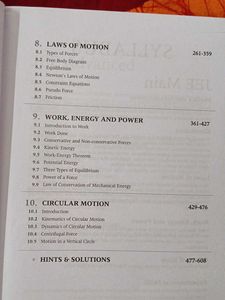 8. LAWS OF MOTION 261-359
8.1 Types of Forces
8.2 Free Body Diagram
8.3 Equilibrium
8.4 Newton's Laws of Motion
8.5 Constraint Equations
8.6 Pseudo Force
8.7 Friction
9. WORK, ENERGY AND POWER 361-427
9.1 Introduction to Work
9.2 Work Done
9.3 Conservative and Non-conservative Forces
9.4 Kinetic Energy
9.5 Work-Energy Theorem
9.6 Potential Energy
9.7 Three Types of Equilibrium
9.8 Power of a Force
9.9 Law of Conservation of Mechanical Energy
10. CIRCULAR MOTION 429-476
10.1 Introduction
10.2 Kinematics of Circular Motion
10.3 Dynamics of Circular Motion
10.4 Centrifugal Force
10.5 Motion in a Vertical Circle
HINTS & SOLUTIONS 477-608